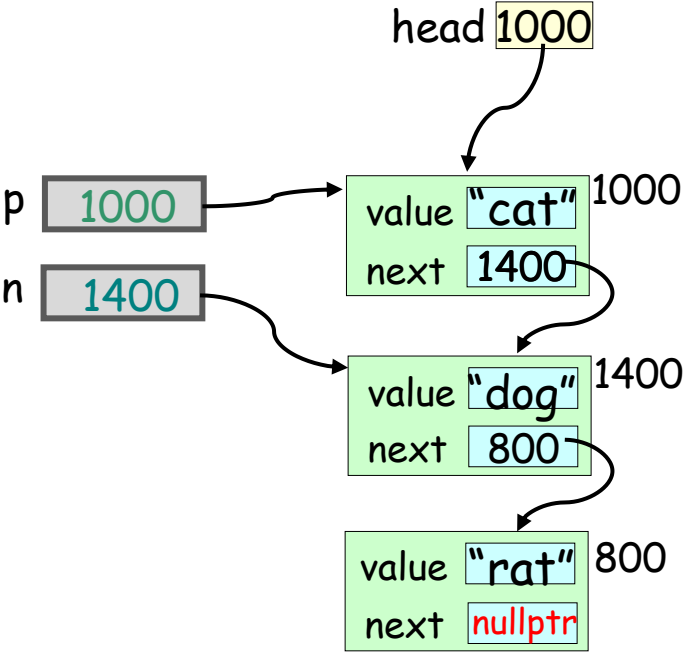 head 1000
p 1000
value "cat" 1000
next 1400
n 1400
value "dog" 1400
next 800
value "rat" 800
next nullptr